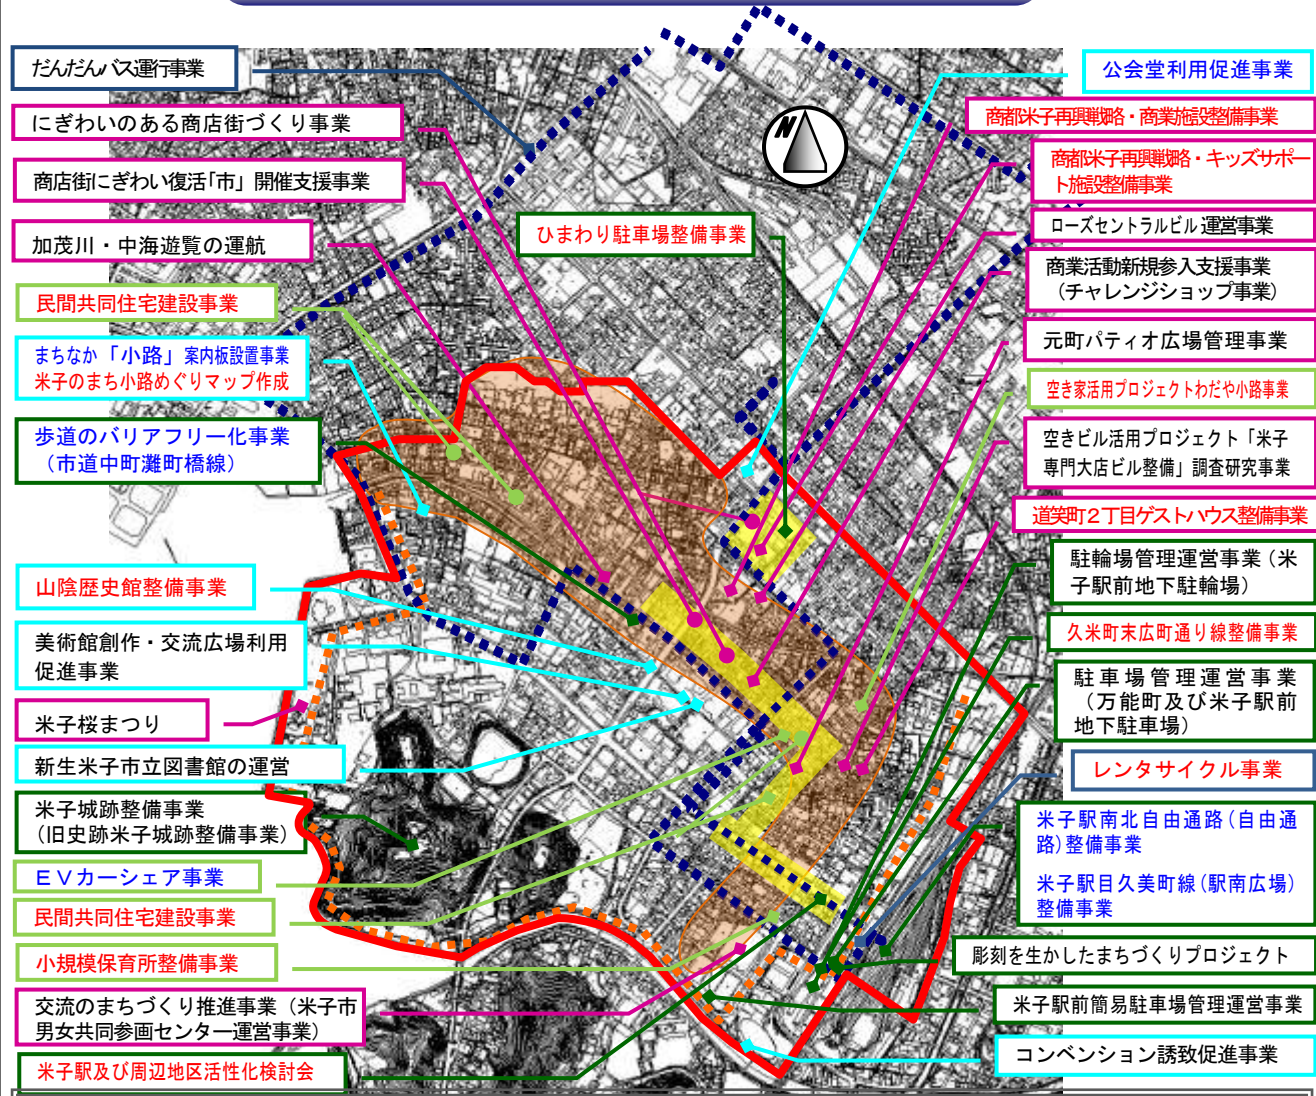 だんだんバス運行事業
にぎわいのある商店街づくり事業
商店街にぎわい復活「市」開催支援事業
加茂川・中海遊覧の運航
民間共同住宅建設事業
まちなか「小路」案内板設置事業
米子のまち小路めぐりマップ作成
歩道のバリアフリー化事業
（市道中町灘町橋線）
山陰歴史館整備事業
美術館創作・交流広場利用
促進事業
米子桜まつり
新生米子市立図書館の運営
米子城跡整備事業
（旧史跡米子城跡整備事業）
ＥＶカーシェア事業
民間共同住宅建設事業
小規模保育所整備事業
交流のまちづくり推進事業（米子市
男女共同参画センター運営事業）
米子駅及び周辺地区活性化検討会
ひまわり駐車場整備事業
N
公会堂利用促進事業
商都米子再興戦略・商業施設整備事業
商都米子再興戦略・キッズサポー
ト施設整備事業
ローズセントラルビル運営事業
商業活動新規参入支援事業
（チャレンジショップ事業）
元町パティオ広場管理事業
空き家活用プロジェクトわだや小路事業
空きビル活用プロジェクト「米子
専門大店ビル整備」調査研究事業
道笑町２丁目ゲストハウス整備事業
駐輪場管理運営事業（米
子駅前地下駐輪場）
久米町末広町通り線整備事業
駐車場管理運営事業
（万能町及び米子駅前
地下駐車場）
レンタサイクル事業
米子駅南北自由通路（自由通
路）整備事業
米子駅目久美町線（駅南広場）
整備事業
彫刻を生かしたまちづくりプロジェクト
米子駅前簡易駐車場管理運営事業
コンベンション誘致促進事業